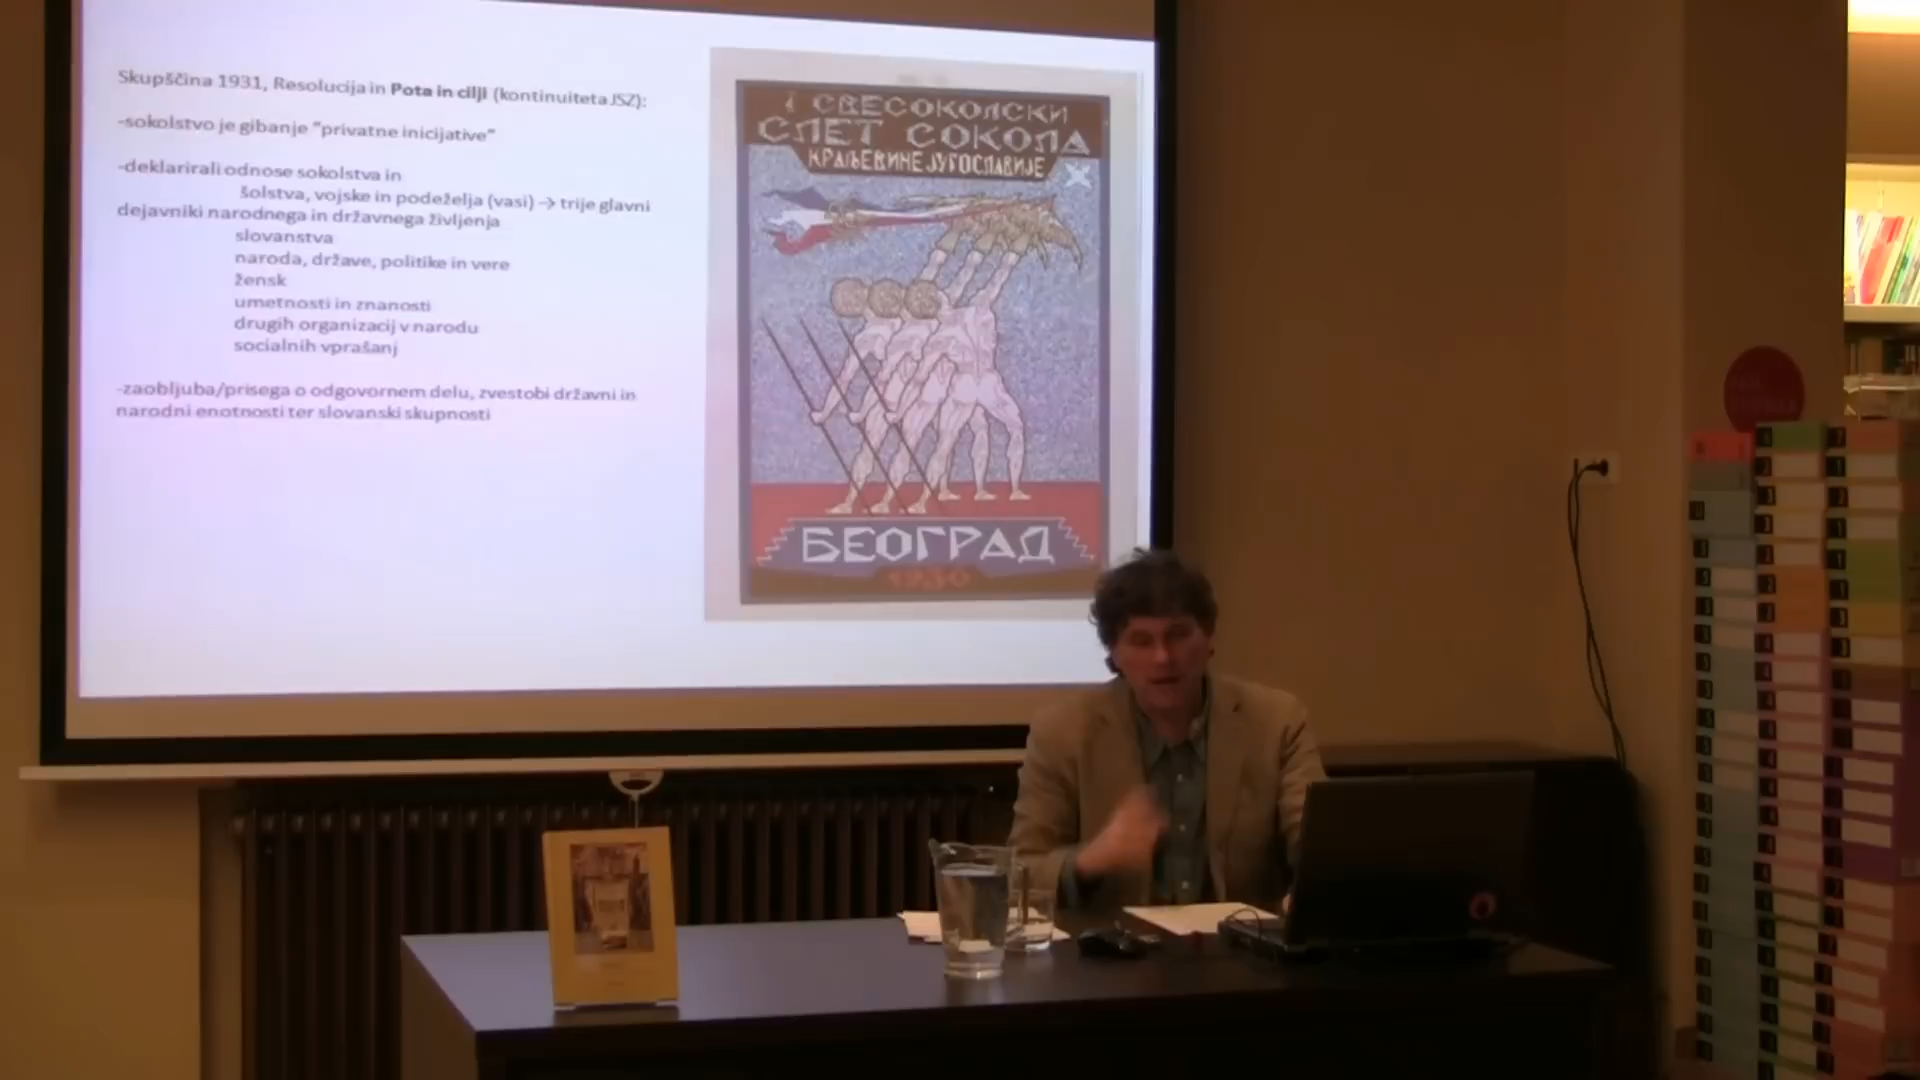 Skupščina 1931, Resolucija in Pota in cilji (kontinuiteta JSZ):
-sokolstvo je gibanje "privatne inicijative"
-deklarirali odnose sokolstva in
šolstva, vojske in podeželja (vasi) → trije glavni
dejavniki narodnega in državnega življenja
slovanstva
naroda, države, politike in vere
žensk
umetnosti in znanosti
drugih organizacij v narodu
socialnih vprašanj
-zaobljuba/prisega o odgovornem delu, zvestobi državni in
narodni enotnosti ter slovanski skupnosti
I СВЕСОКОЛСКИ
СЛЕТ СОКОЛА
КРАЉЕВИНЕ ЈУГОСЛАВИЈЕ
БЕОГРАД
1930